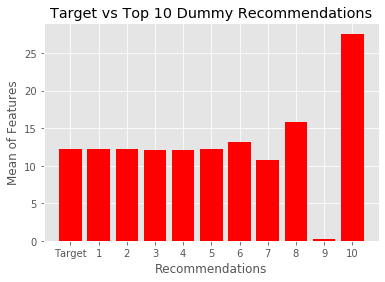 Target vs Top 10 Dummy Recommendations
Mean of Features
25
20
15
10
5
0
Target 1 2 3 4 5 6 7 8 9 10
Recommendations